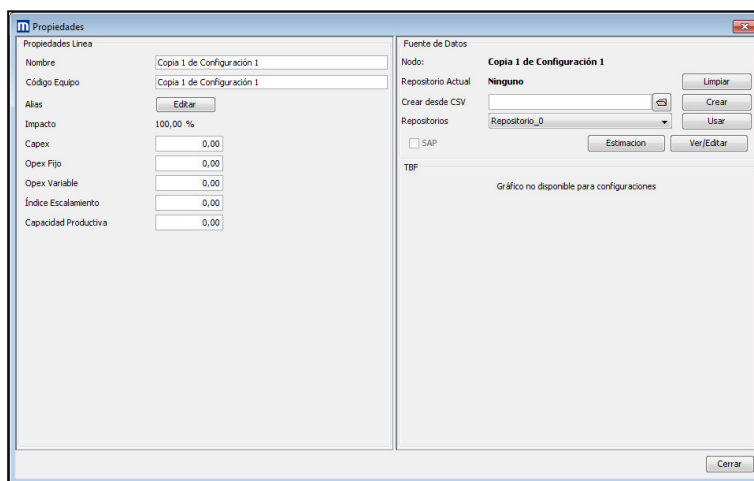 m Propiedades
Propiedades Linea
Nombre
Copia 1 de Configuración 1
Código Equipo
Copia 1 de Configuración 1
Alias
Editar
Impacto
100,00 %
Capex
0,00
Opex Fijo
0,00
Opex Variable
0,00
Índice Escalamiento
0,00
Capacidad Productiva
0,00
Fuente de Datos
Nodo:
Copia 1 de Configuración 1
Repositorio Actual
Ninguno
Limpiar
Crear desde CSV
Crear
Repositorios
Repositorio_0
Usar
SAP
Estimacion
Ver/Editar
TBF
Gráfico no disponible para configuraciones
Cerrar